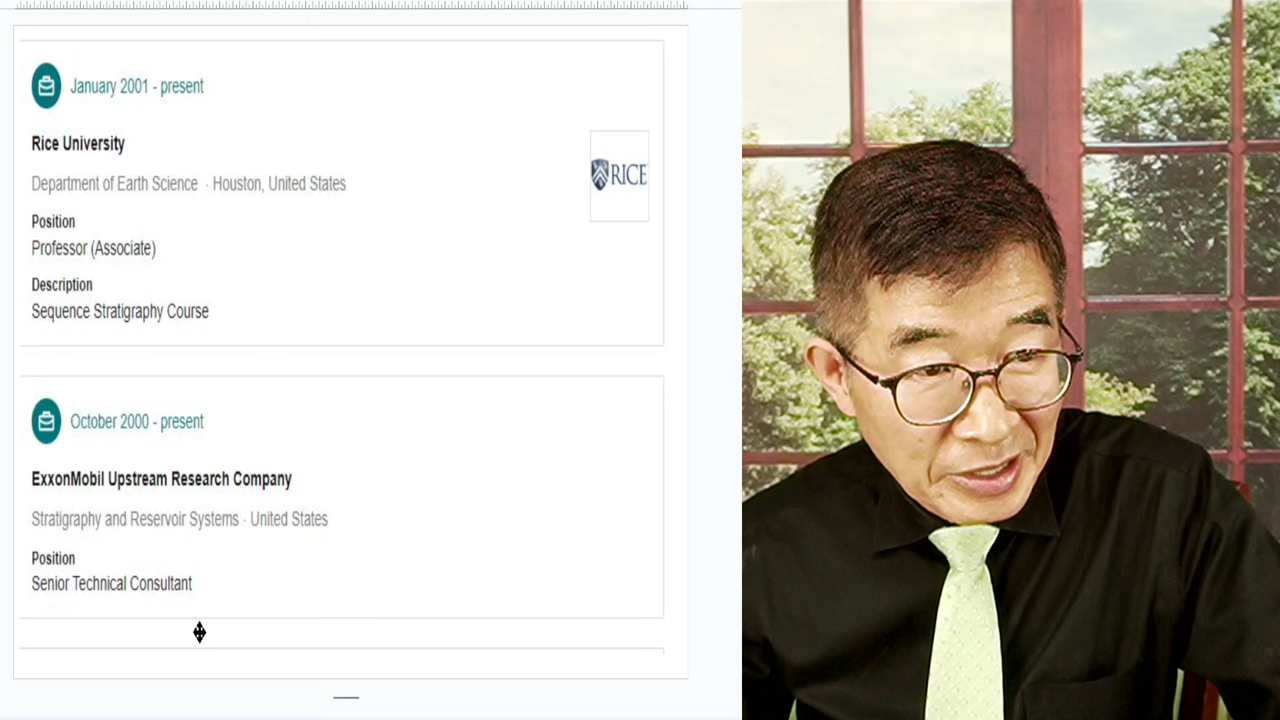 January 2001 - present
Rice University
RICE
Department of Earth Science · Houston, United States
Position
Professor (Associate)
Description
Sequence Stratigraphy Course
October 2000 - present
ExxonMobil Upstream Research Company
Stratigraphy and Reservoir Systems · United States
Position
Senior Technical Consultant